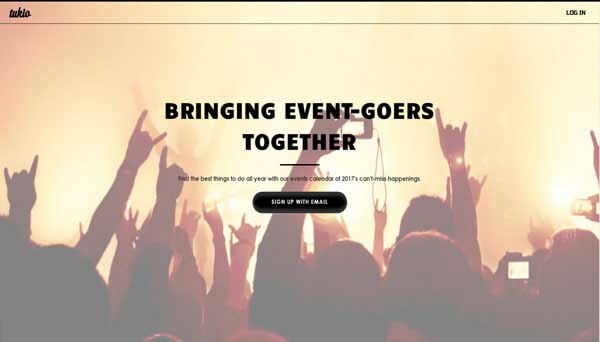 tukio
LOG IN
BRINGING EVENT-GOERS
TOGETHER
Find the best things to do all year with our events calendar of 2017's can't-miss happenings.
SIGN UP WITH EMAIL